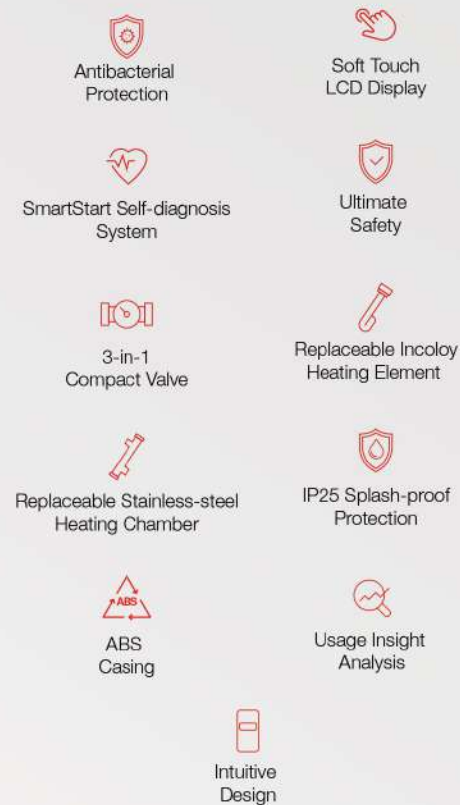 Antibacterial
Protection
Soft Touch
LCD Display
SmartStart Self-diagnosis
System
Ultimate
Safety
3-in-1
Compact Valve
Replaceable Incoloy
Heating Element
Replaceable Stainless-steel
Heating Chamber
IP25 Splash-proof
Protection
ABS
ABS
Casing
Usage Insight
Analysis
Intuitive
Design